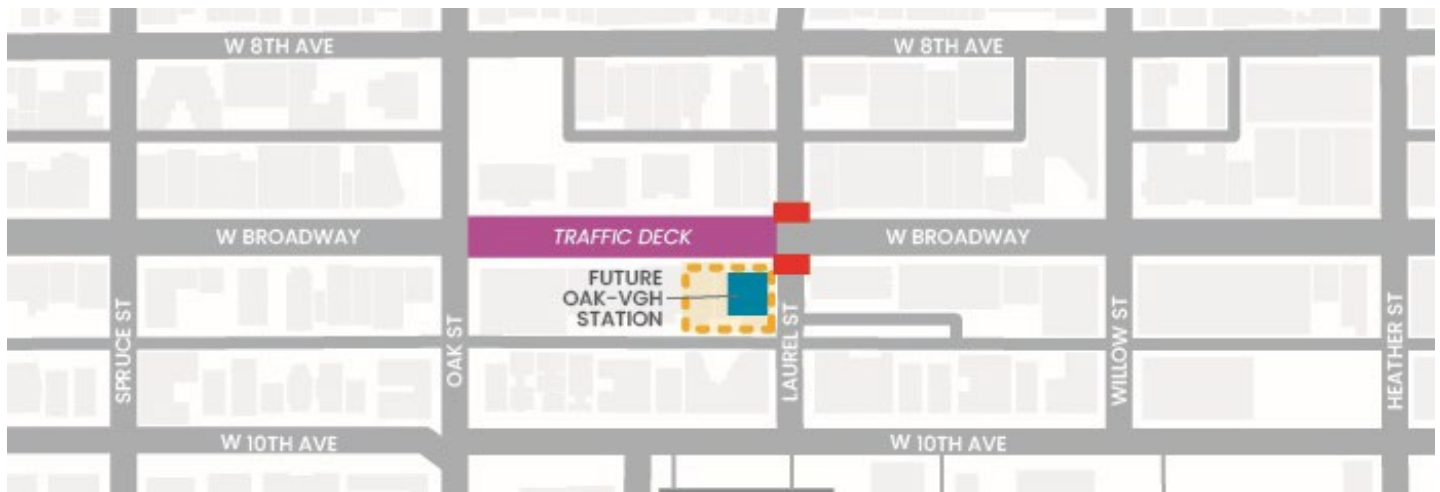 W 8TH AVE
W 8TH AVE
W BROADWAY
TRAFFIC DECK
W BROADWAY
FUTURE
OAK-VGH
STATION
SPRUCE ST
OAK ST
LAUREL ST
WILLOW ST
HEATHER ST
W 10TH AVE
W 10TH AVE